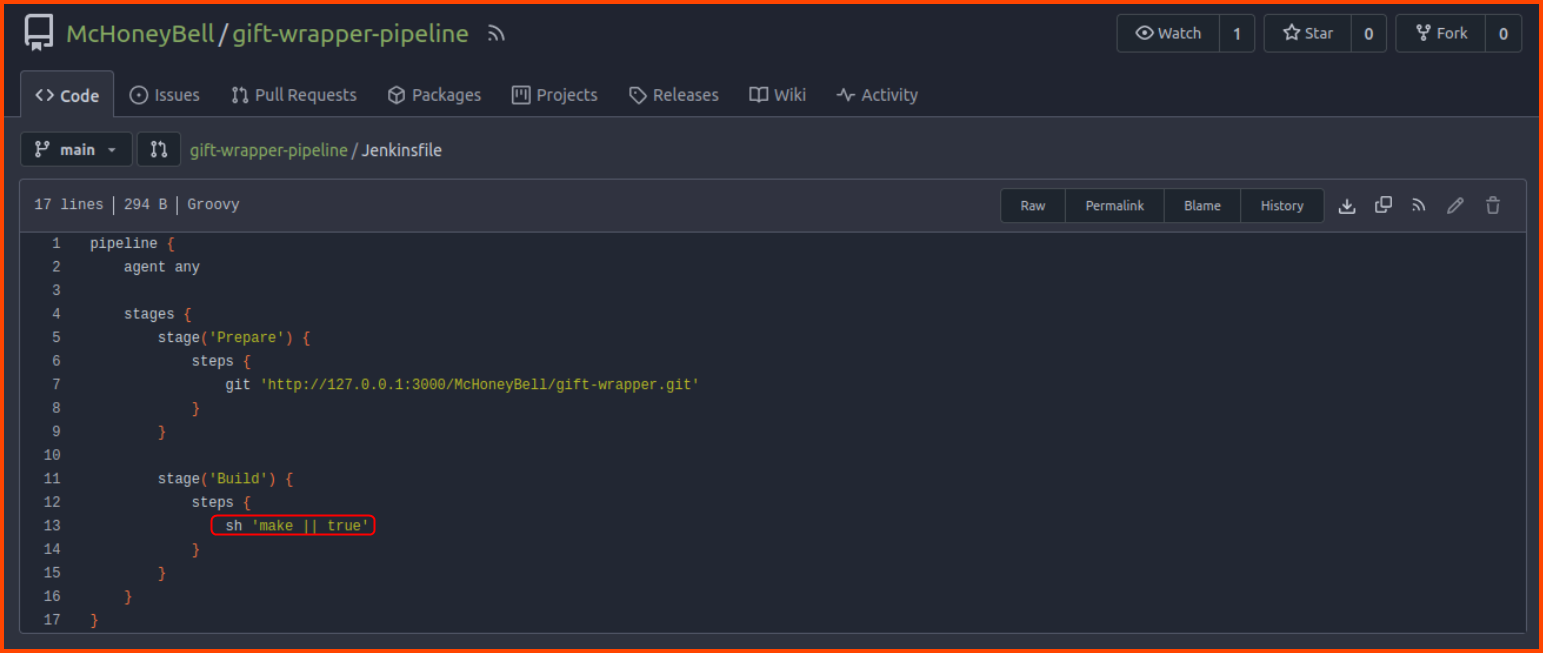 McHoneyBell/gift-wrapper-pipeline Watch 1 Star 0 Fork 0
Code Issues Pull Requests Packages Projects Releases Wiki Activity
main gift-wrapper-pipeline / Jenkinsfile
17 lines | 294 B | Groovy Raw Permalink Blame History
1 pipeline {
2     agent any
3
4     stages {
5         stage('Prepare') {
6             steps {
7                 git 'http://127.0.0.1:3000/McHoneyBell/gift-wrapper.git'
8             }
9         }
10
11         stage('Build') {
12             steps {
13                 sh 'make || true'
14             }
15         }
16     }
17 }